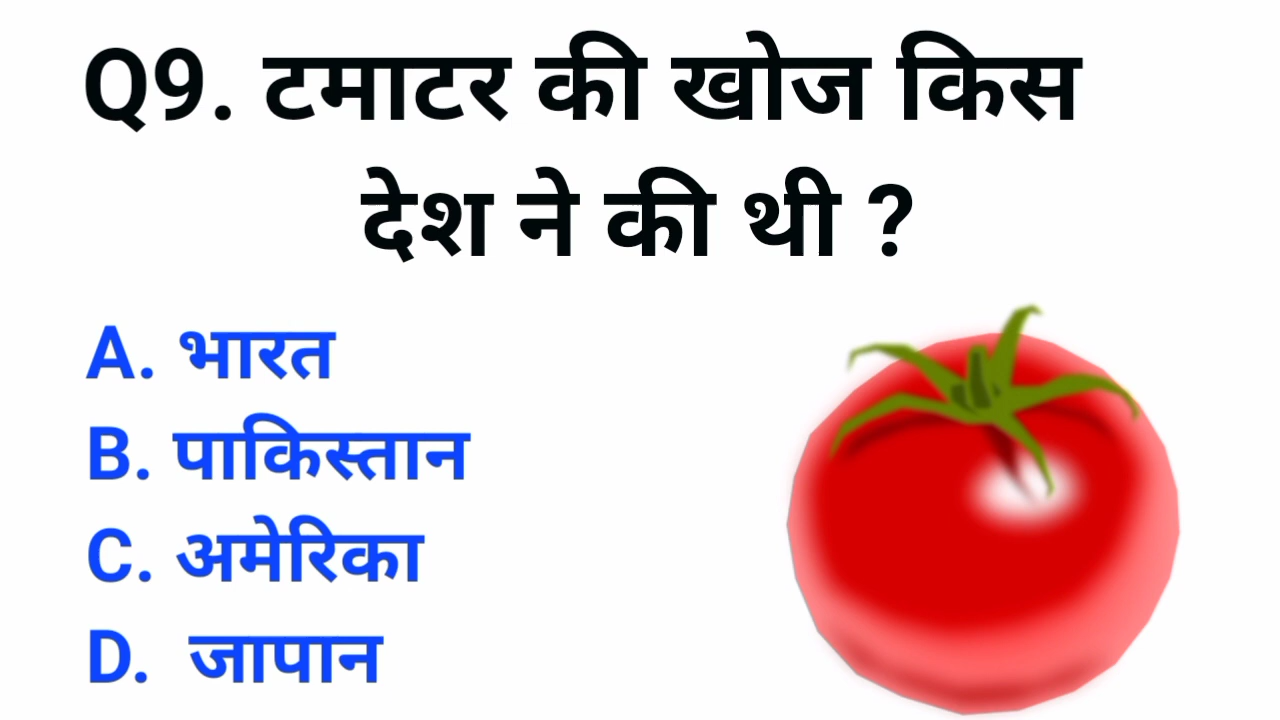 Q9. टमाटर की खोज किस
देश ने की थी ?
A. भारत
B. पाकिस्तान
C. अमेरिका
D. जापान